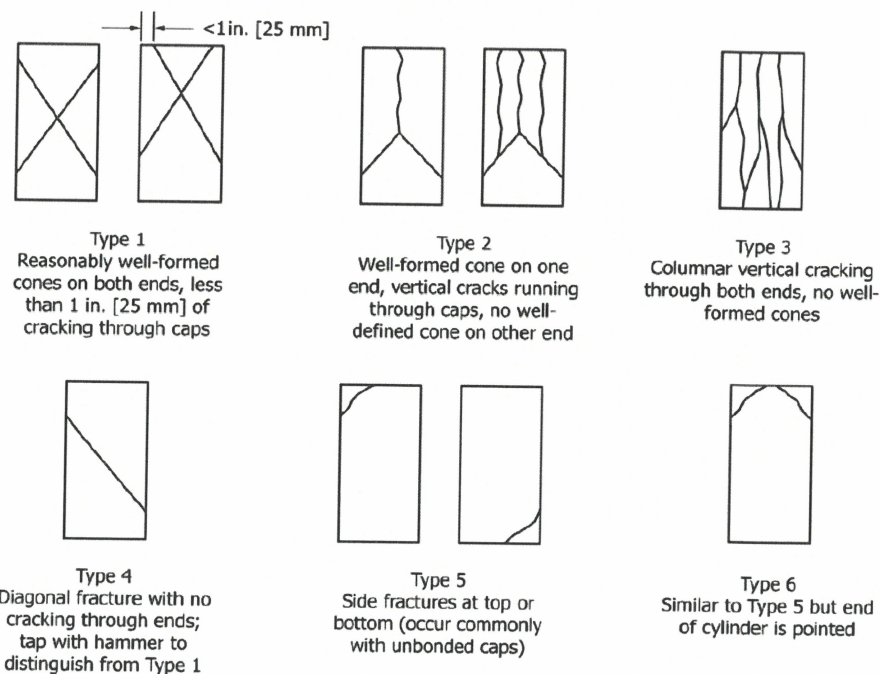 <1in. [25 mm]
Type 1
Reasonably well-formed
cones on both ends, less
than 1 in. [25 mm] of
cracking through caps
Type 2
Well-formed cone on one
end, vertical cracks running
through caps, no well-
defined cone on other end
Type 3
Columnar vertical cracking
through both ends, no well-
formed cones
Type 4
Diagonal fracture with no
cracking through ends;
tap with hammer to
distinguish from Type 1
Type 5
Side fractures at top or
bottom (occur commonly
with unbonded caps)
Type 6
Similar to Type 5 but end
of cylinder is pointed